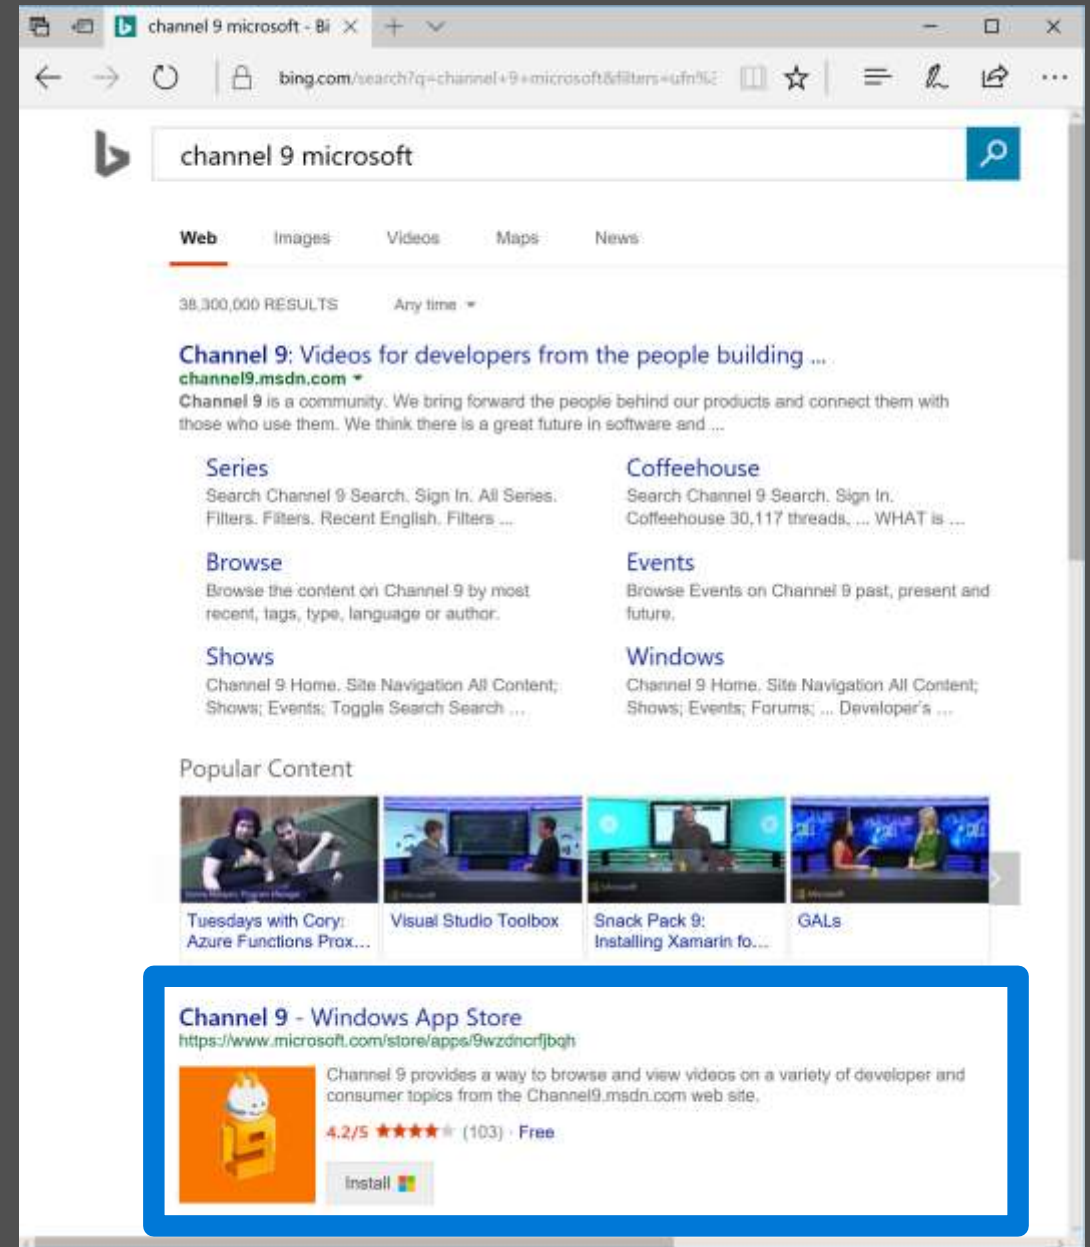 channel 9 microsoft - Bi
bing.com/search?q=channel+9+microsoft&filters=ufn%
channel 9 microsoft
Web Images Videos Maps News
38,300,000 RESULTS Any time
Channel 9: Videos for developers from the people building ...
channel9.msdn.com
Channel 9 is a community. We bring forward the people behind our products and connect them with
those who use them. We think there is a great future in software and ...
Series
Search Channel 9 Search. Sign In. All Series.
Filters. Filters. Recent English. Filters ...
Coffeehouse
Search Channel 9 Search. Sign In.
Coffeehouse 30,117 threads, ... WHAT is ...
Browse
Browse the content on Channel 9 by most
recent, tags, type, language or author.
Events
Browse Events on Channel 9 past, present and
future.
Shows
Channel 9 Home. Site Navigation All Content;
Shows; Events; Toggle Search Search ...
Windows
Channel 9 Home. Site Navigation All Content;
Shows; Events; Forums; ... Developer's ...
Popular Content
Tuesdays with Cory:
Azure Functions Prox...
Visual Studio Toolbox
Snack Pack 9:
Installing Xamarin fo...
GALs
Channel 9 - Windows App Store
https://www.microsoft.com/store/apps/9wzdncrfjbqh
Channel 9 provides a way to browse and view videos on a variety of developer and
consumer topics from the Channel9.msdn.com web site.
4.2/5 (103) · Free
Install